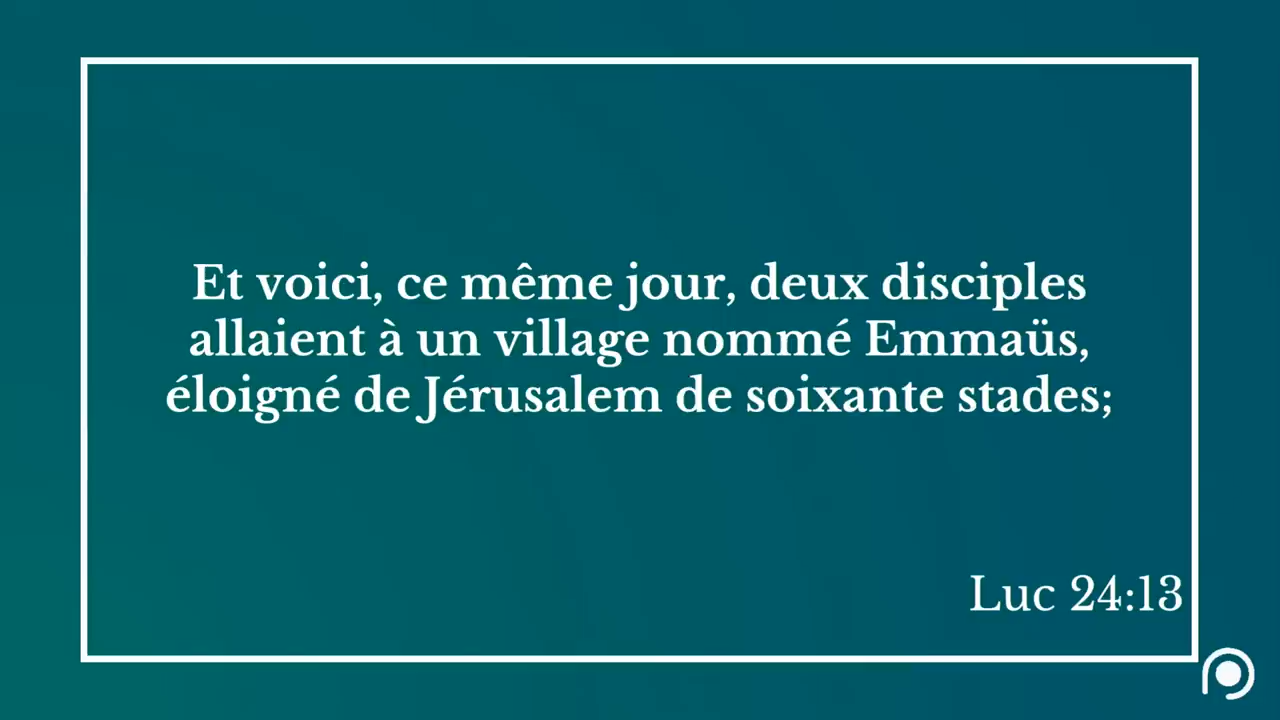 Et voici, ce même jour, deux disciples
allaient à un village nommé Emmaüs,
éloigné de Jérusalem de soixante stades;
Luc 24:13